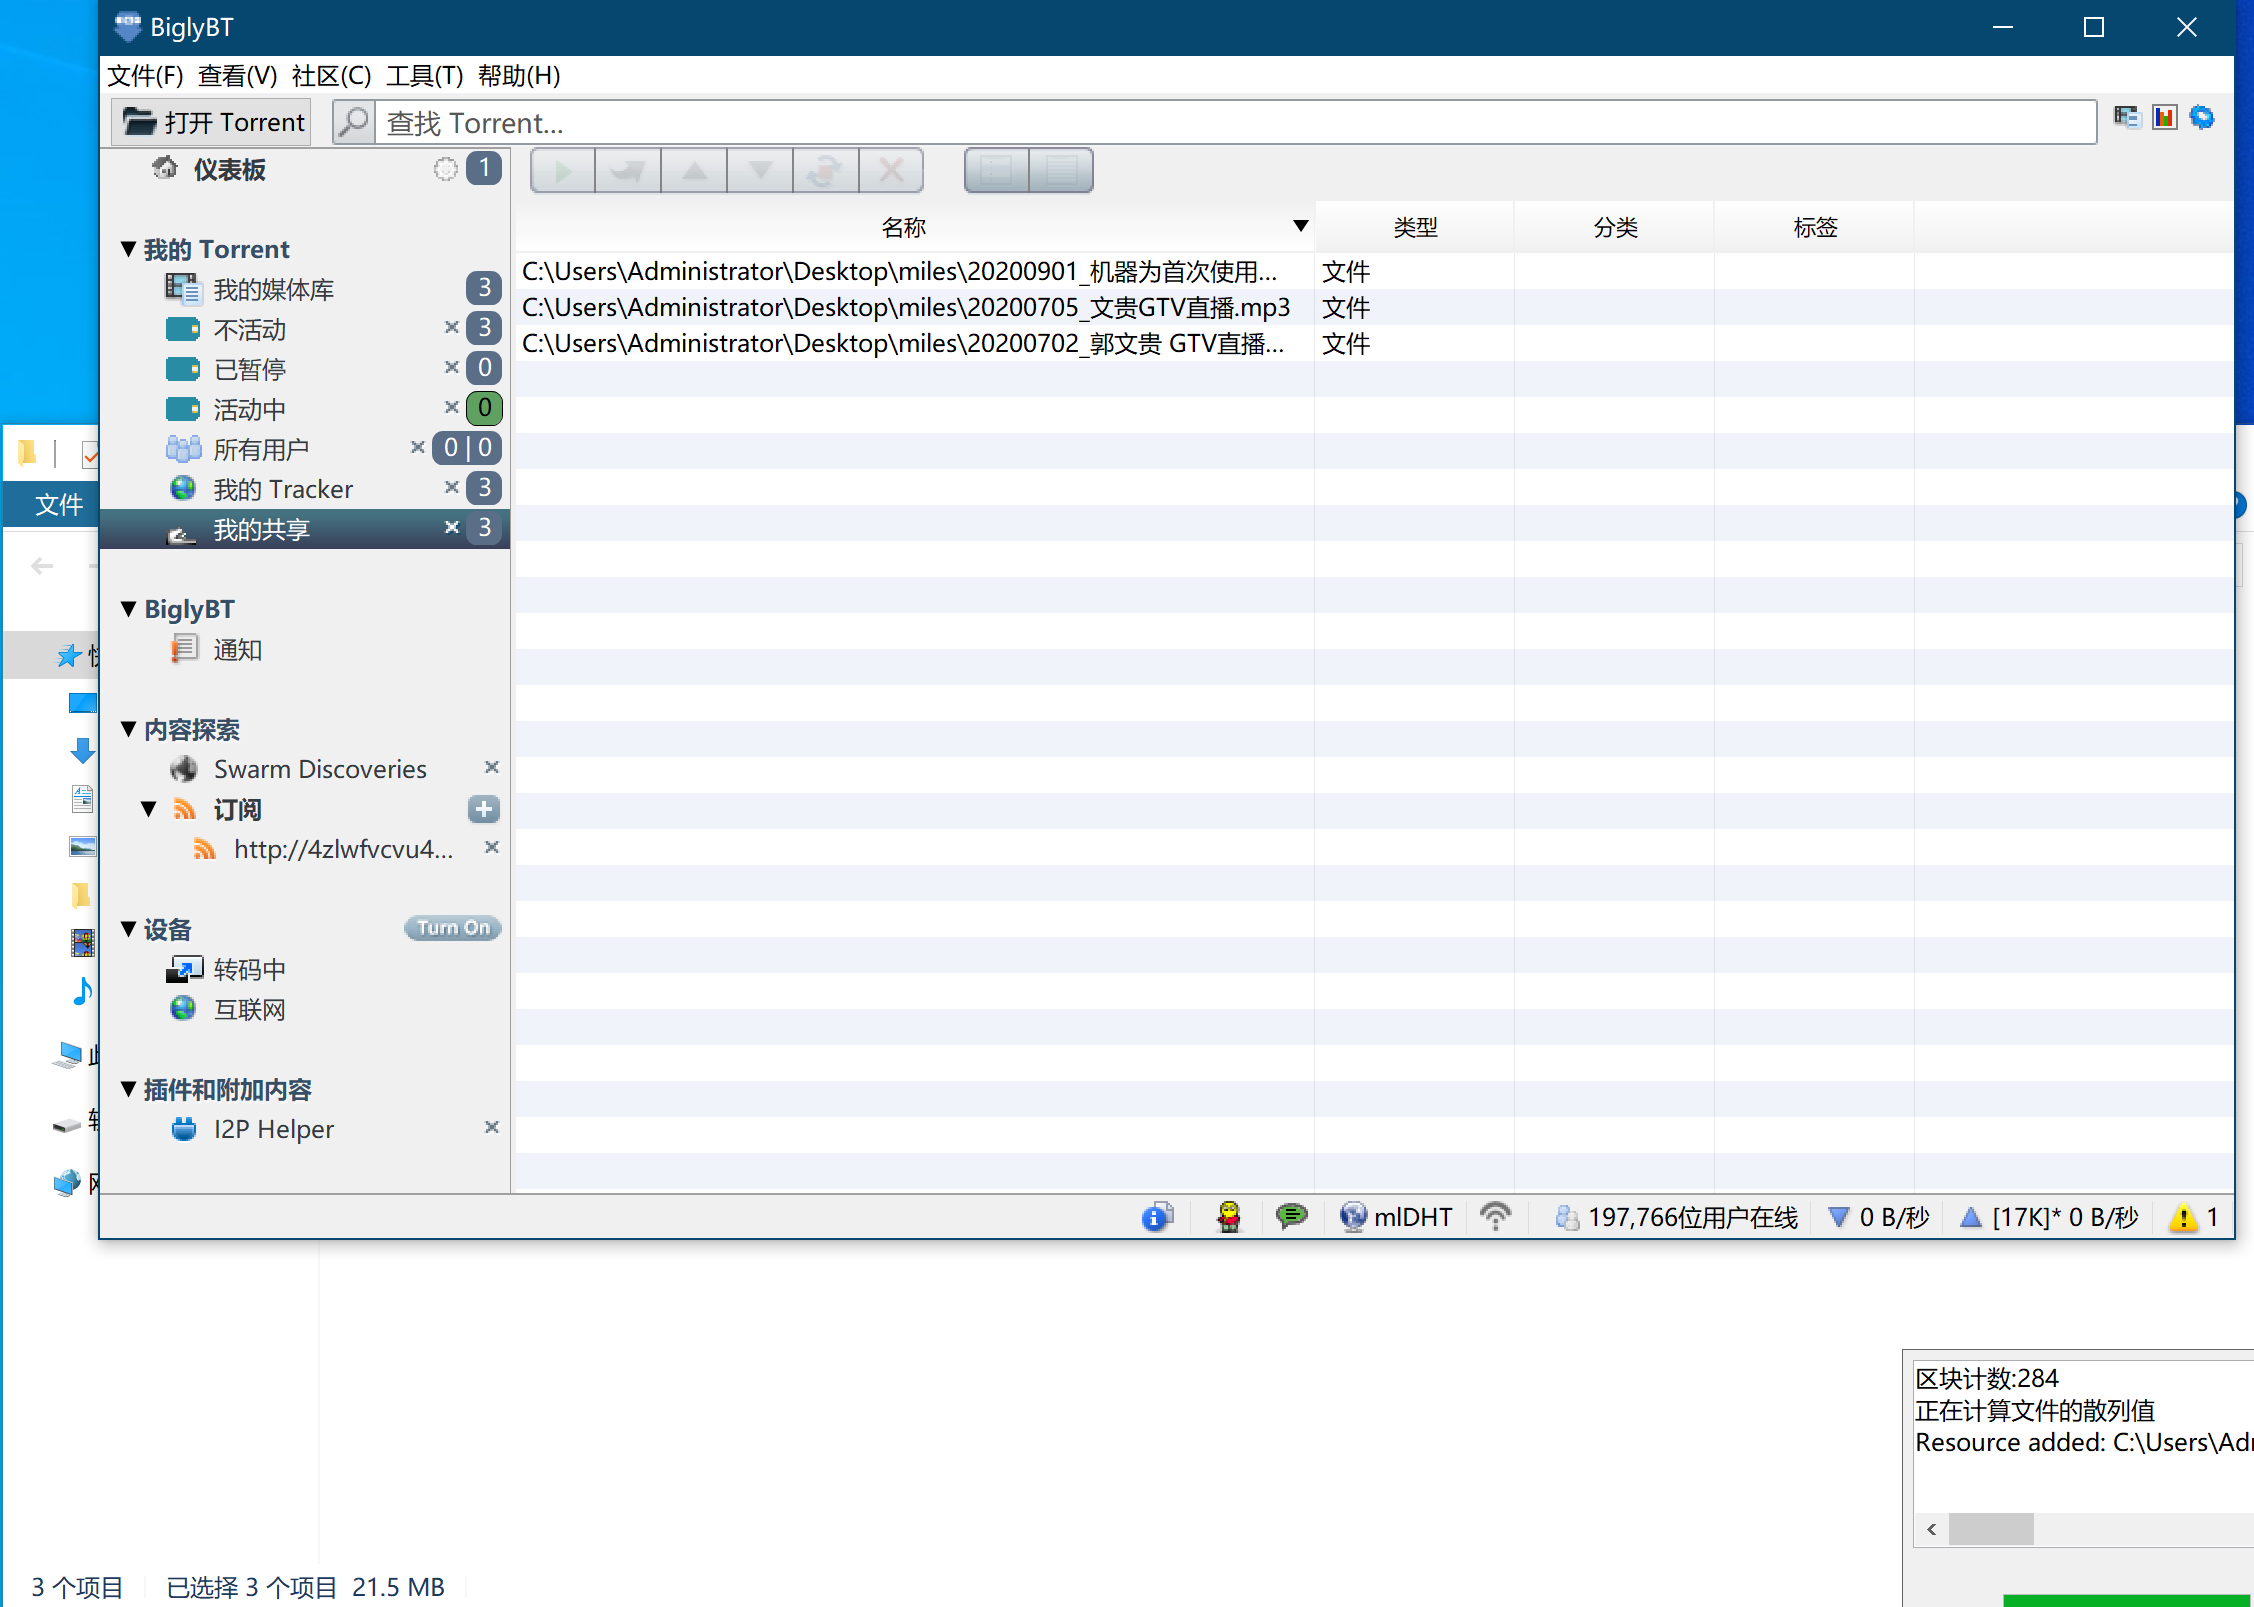 BiglyBT
文件(F) 查看(V) 社区(C) 工具(T) 帮助(H)
打开 Torrent
查找 Torrent...
仪表板 1
我的 Torrent
我的媒体库 3
不活动 3
已暂停 0
活动中 0
所有用户 0 | 0
我的 Tracker 3
我的共享 3
BiglyBT
通知
内容探索
Swarm Discoveries
订阅
http://4zlwfvcvu4...
设备 Turn On
转码中
互联网
插件和附加内容
I2P Helper
名称 类型 分类 标签
C:\Users\Administrator\Desktop\miles\20200901_机器为首次使用... 文件
C:\Users\Administrator\Desktop\miles\20200705_文贵GTV直播.mp3 文件
C:\Users\Administrator\Desktop\miles\20200702_郭文贵 GTV直播... 文件
mlDHT 197,766位用户在线 0 B/秒 [17K]* 0 B/秒 1
文件
区块计数:284
正在计算文件的散列值
Resource added: C:\Users\Adm
3 个项目 已选择 3 个项目 21.5 MB